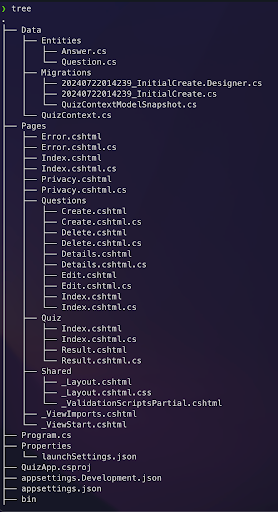 ❯ tree
.
├── Data
│   ├── Entities
│   │   ├── Answer.cs
│   │   └── Question.cs
│   ├── Migrations
│   │   ├── 20240722014239_InitialCreate.Designer.cs
│   │   ├── 20240722014239_InitialCreate.cs
│   │   └── QuizContextModelSnapshot.cs
│   └── QuizContext.cs
├── Pages
│   ├── Error.cshtml
│   ├── Error.cshtml.cs
│   ├── Index.cshtml
│   ├── Index.cshtml.cs
│   ├── Privacy.cshtml
│   ├── Privacy.cshtml.cs
│   ├── Questions
│   │   ├── Create.cshtml
│   │   ├── Create.cshtml.cs
│   │   ├── Delete.cshtml
│   │   ├── Delete.cshtml.cs
│   │   ├── Details.cshtml
│   │   ├── Details.cshtml.cs
│   │   ├── Edit.cshtml
│   │   ├── Edit.cshtml.cs
│   │   ├── Index.cshtml
│   │   └── Index.cshtml.cs
│   ├── Quiz
│   │   ├── Index.cshtml
│   │   ├── Index.cshtml.cs
│   │   ├── Result.cshtml
│   │   └── Result.cshtml.cs
│   ├── Shared
│   │   ├── _Layout.cshtml
│   │   ├── _Layout.cshtml.css
│   │   └── _ValidationScriptsPartial.cshtml
│   ├── _ViewImports.cshtml
│   └── _ViewStart.cshtml
├── Program.cs
├── Properties
│   └── launchSettings.json
├── QuizApp.csproj
├── appsettings.Development.json
├── appsettings.json
├── bin